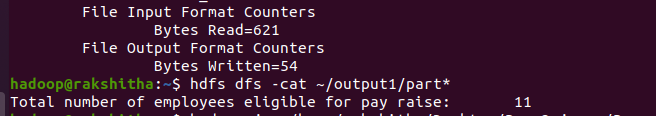 File Input Format Counters
Bytes Read=621
File Output Format Counters
Bytes Written=54
hadoop@rakshitha:~$ hdfs dfs -cat ~/output1/part*
Total number of employees eligible for pay raise: 11